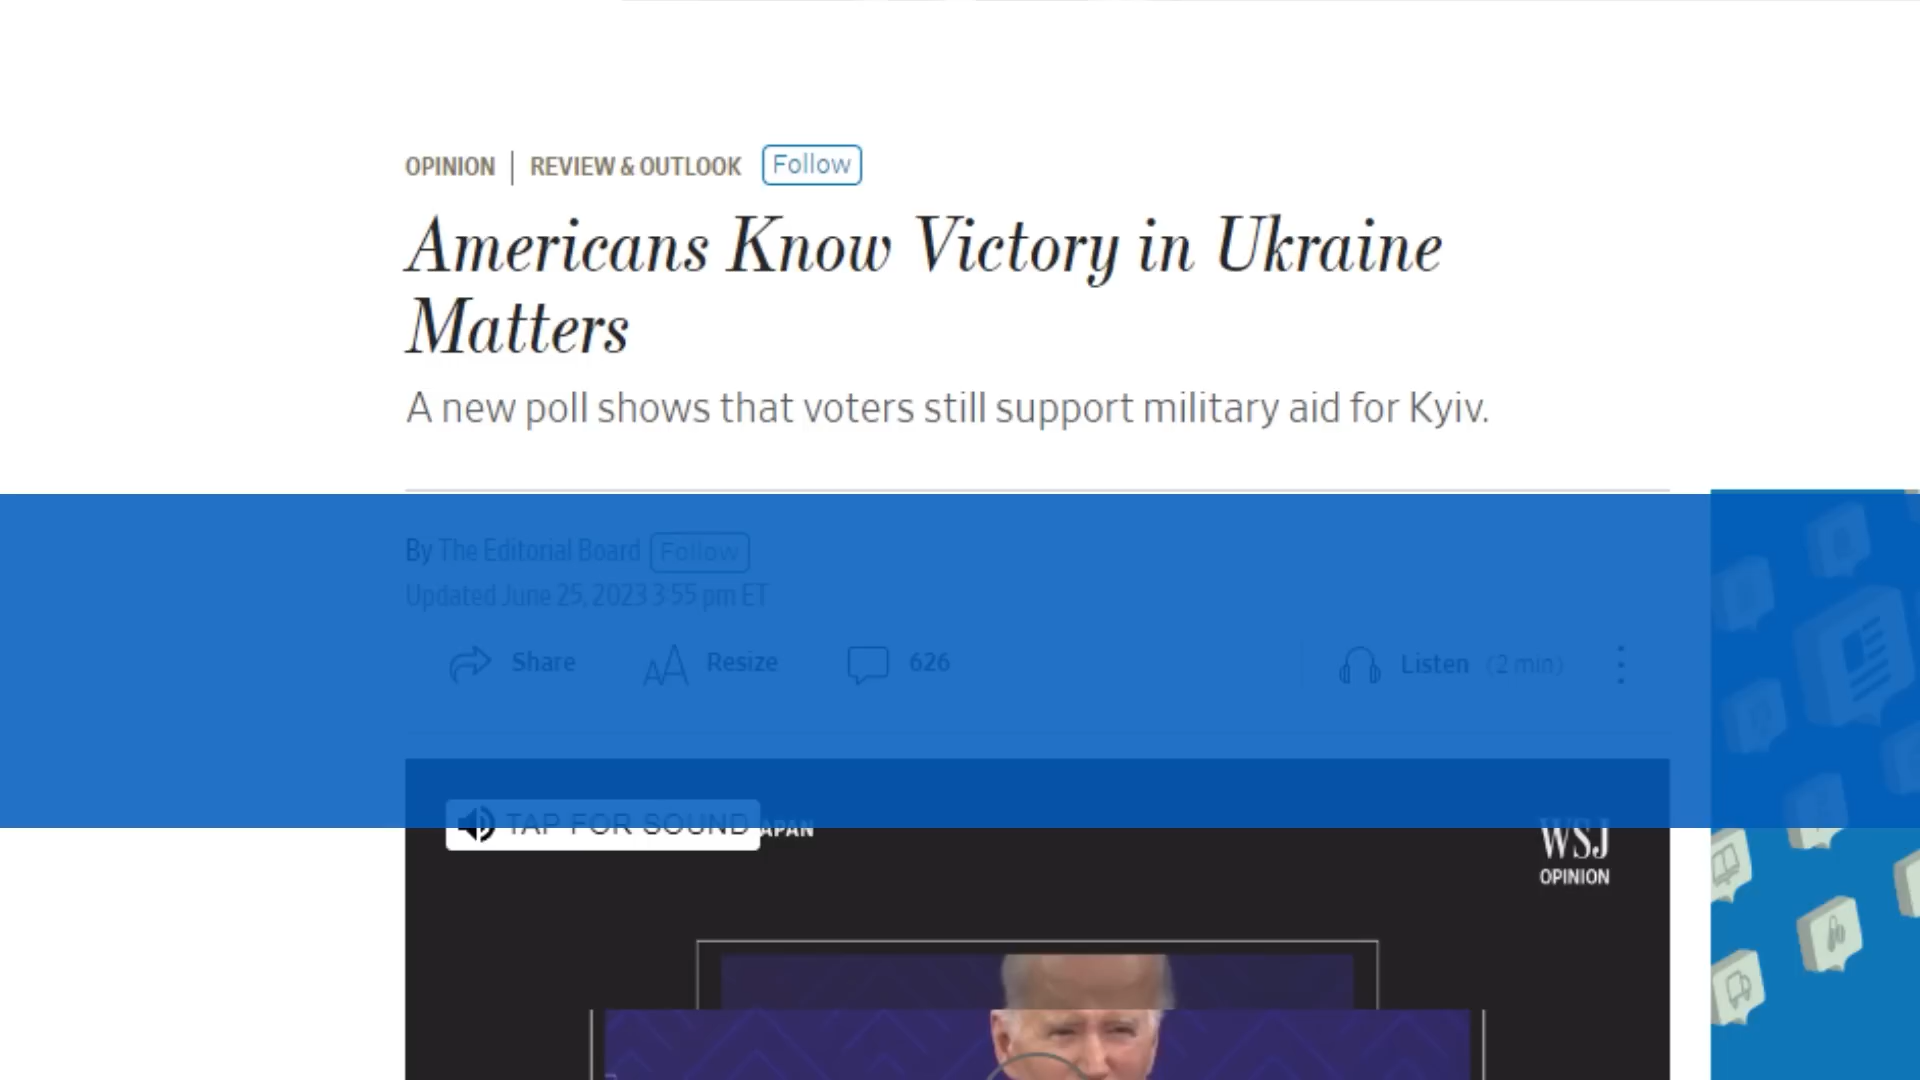 OPINION | REVIEW & OUTLOOK Follow
Americans Know Victory in Ukraine
Matters
A new poll shows that voters still support military aid for Kyiv.
By The Editorial Board Follow
Updated June 25, 2023 3:55 pm ET
Share Resize 626 Listen (2 min)
TAP FOR SOUND APAN
WSJ
OPINION